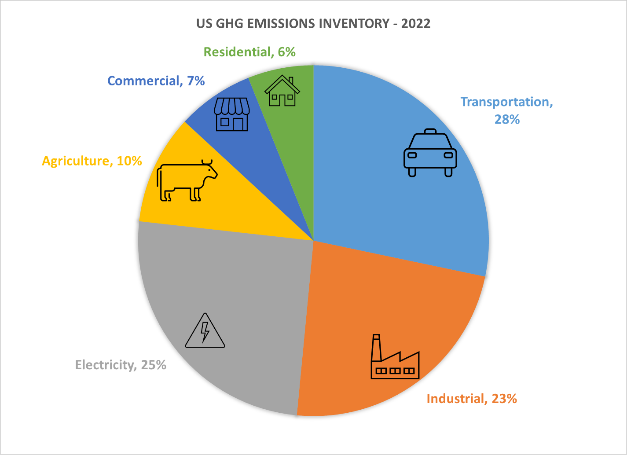 US GHG EMISSIONS INVENTORY - 2022
Residential, 6%
Commercial, 7%
Transportation,
28%
Agriculture, 10%
Electricity, 25%
Industrial, 23%